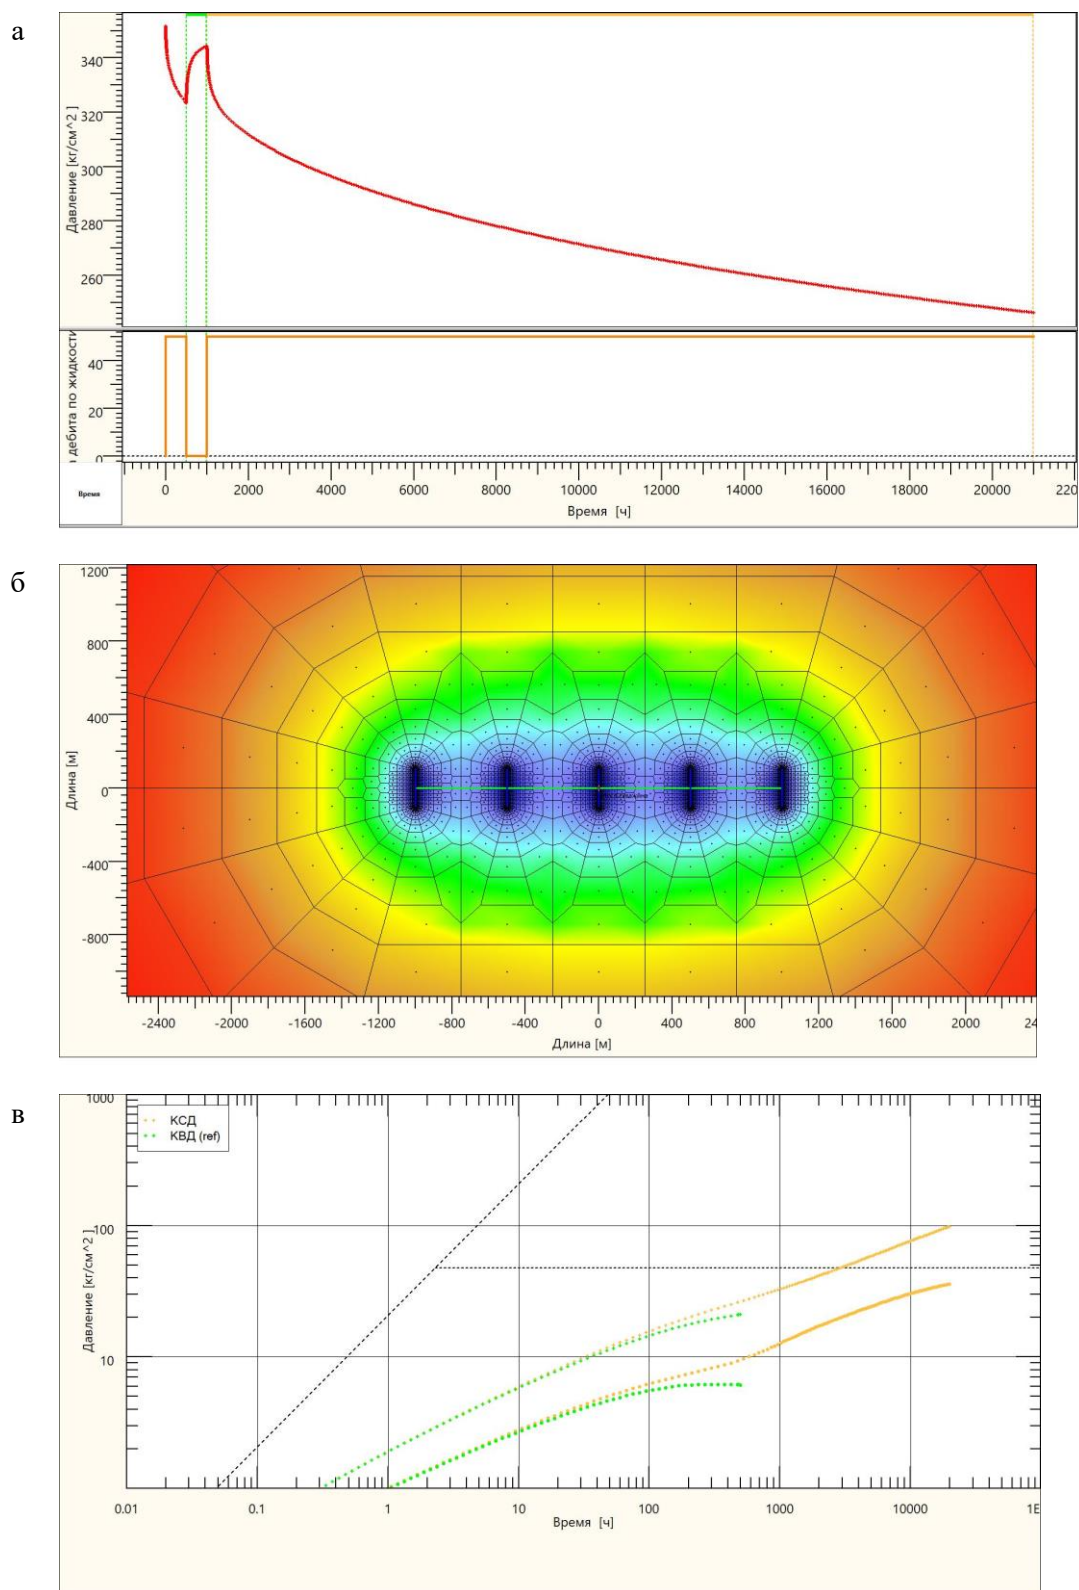 а
Давление [кг/см^2 ]
340
320
300
280
260
а дебита по жидкости
40
20
0
Время
0 2000 4000 6000 8000 10000 12000 14000 16000 18000 20000 220
Время [ч]
б
Длина [м]
1200
800
400
0
-400
-800
-2400 -2000 -1600 -1200 -800 -400 0 400 800 1200 1600 2000 24
Длина [м]
в
КСД
КВД (ref)
Давление [кг/см^2 ]
1000
100
10
0.01 0.1 1 10 100 1000 10000 1E
Время [ч]